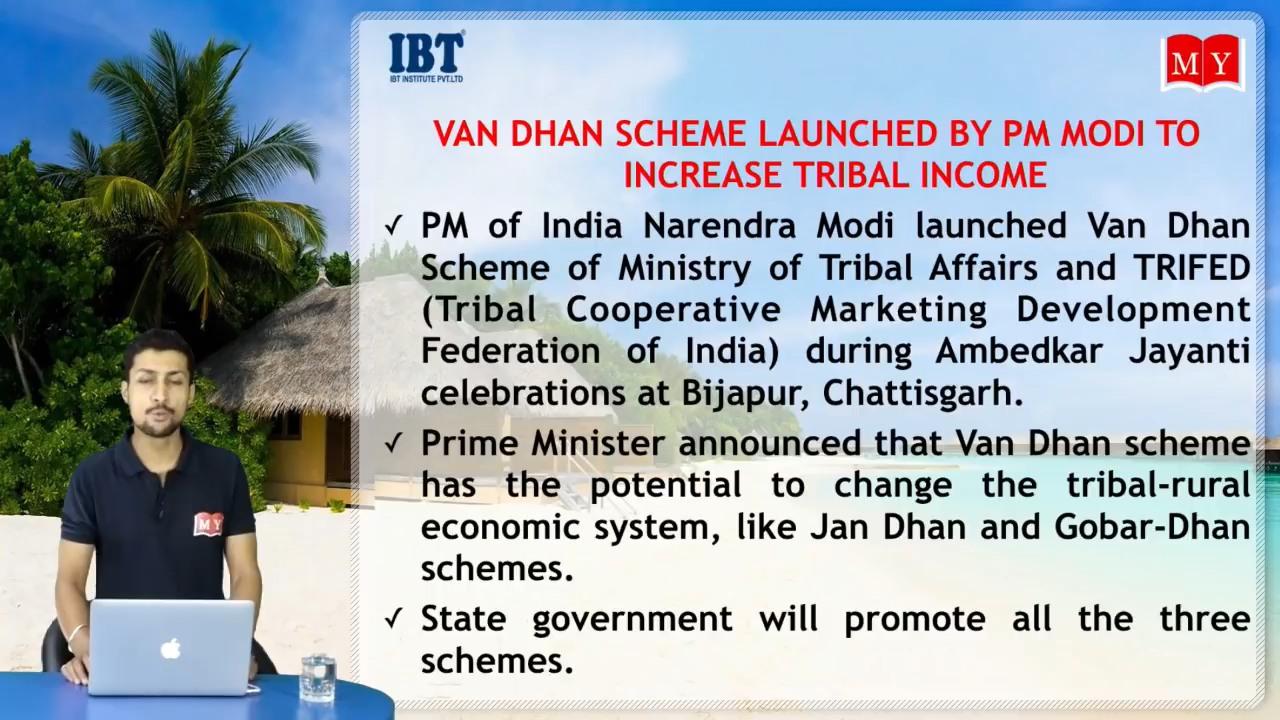 IBT
IBT INSTITUTE PVT.LTD
M Y
VAN DHAN SCHEME LAUNCHED BY PM MODI TO
INCREASE TRIBAL INCOME
✓ PM of India Narendra Modi launched Van Dhan
Scheme of Ministry of Tribal Affairs and TRIFED
(Tribal Cooperative Marketing Development
Federation of India) during Ambedkar Jayanti
celebrations at Bijapur, Chattisgarh.
✓ Prime Minister announced that Van Dhan scheme
has the potential to change the tribal-rural
economic system, like Jan Dhan and Gobar-Dhan
schemes.
✓ State government will promote all the three
schemes.
M Y